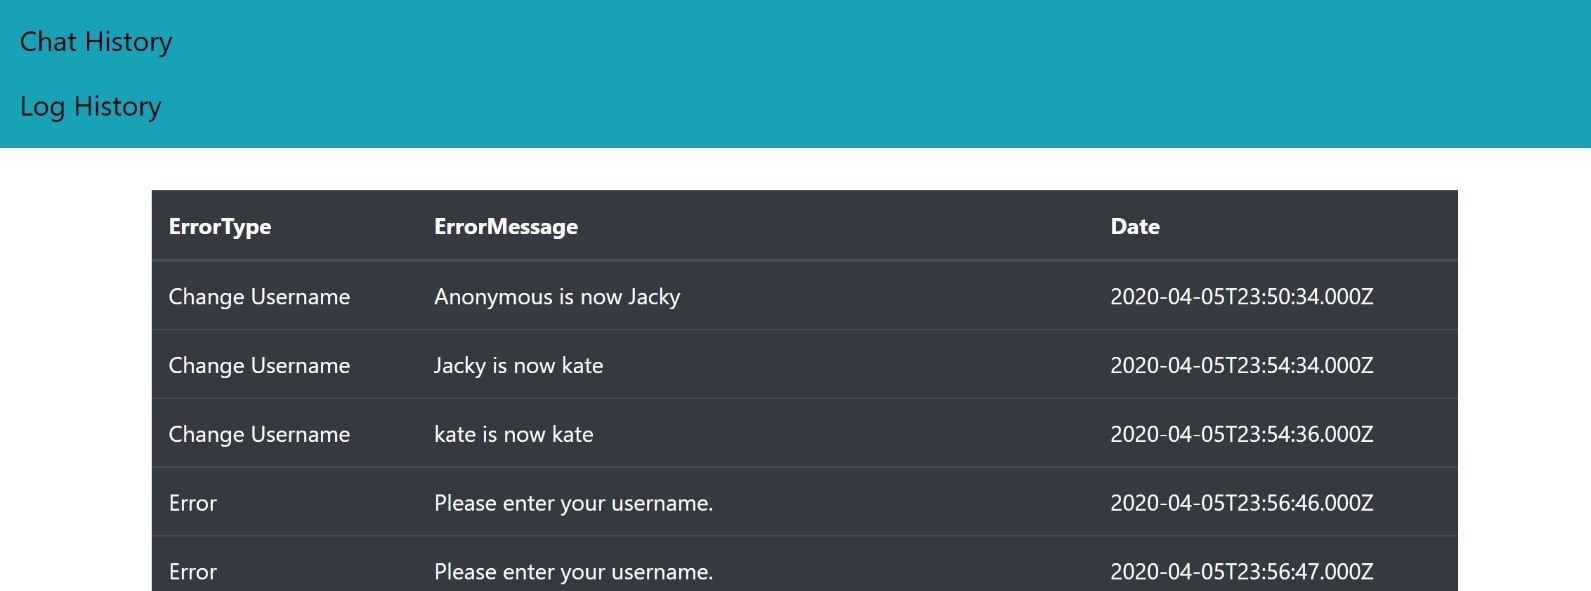 Chat History
Log History
ErrorType ErrorMessage Date
Change Username Anonymous is now Jacky 2020-04-05T23:50:34.000Z
Change Username Jacky is now kate 2020-04-05T23:54:34.000Z
Change Username kate is now kate 2020-04-05T23:54:36.000Z
Error Please enter your username. 2020-04-05T23:56:46.000Z
Error Please enter your username. 2020-04-05T23:56:47.000Z